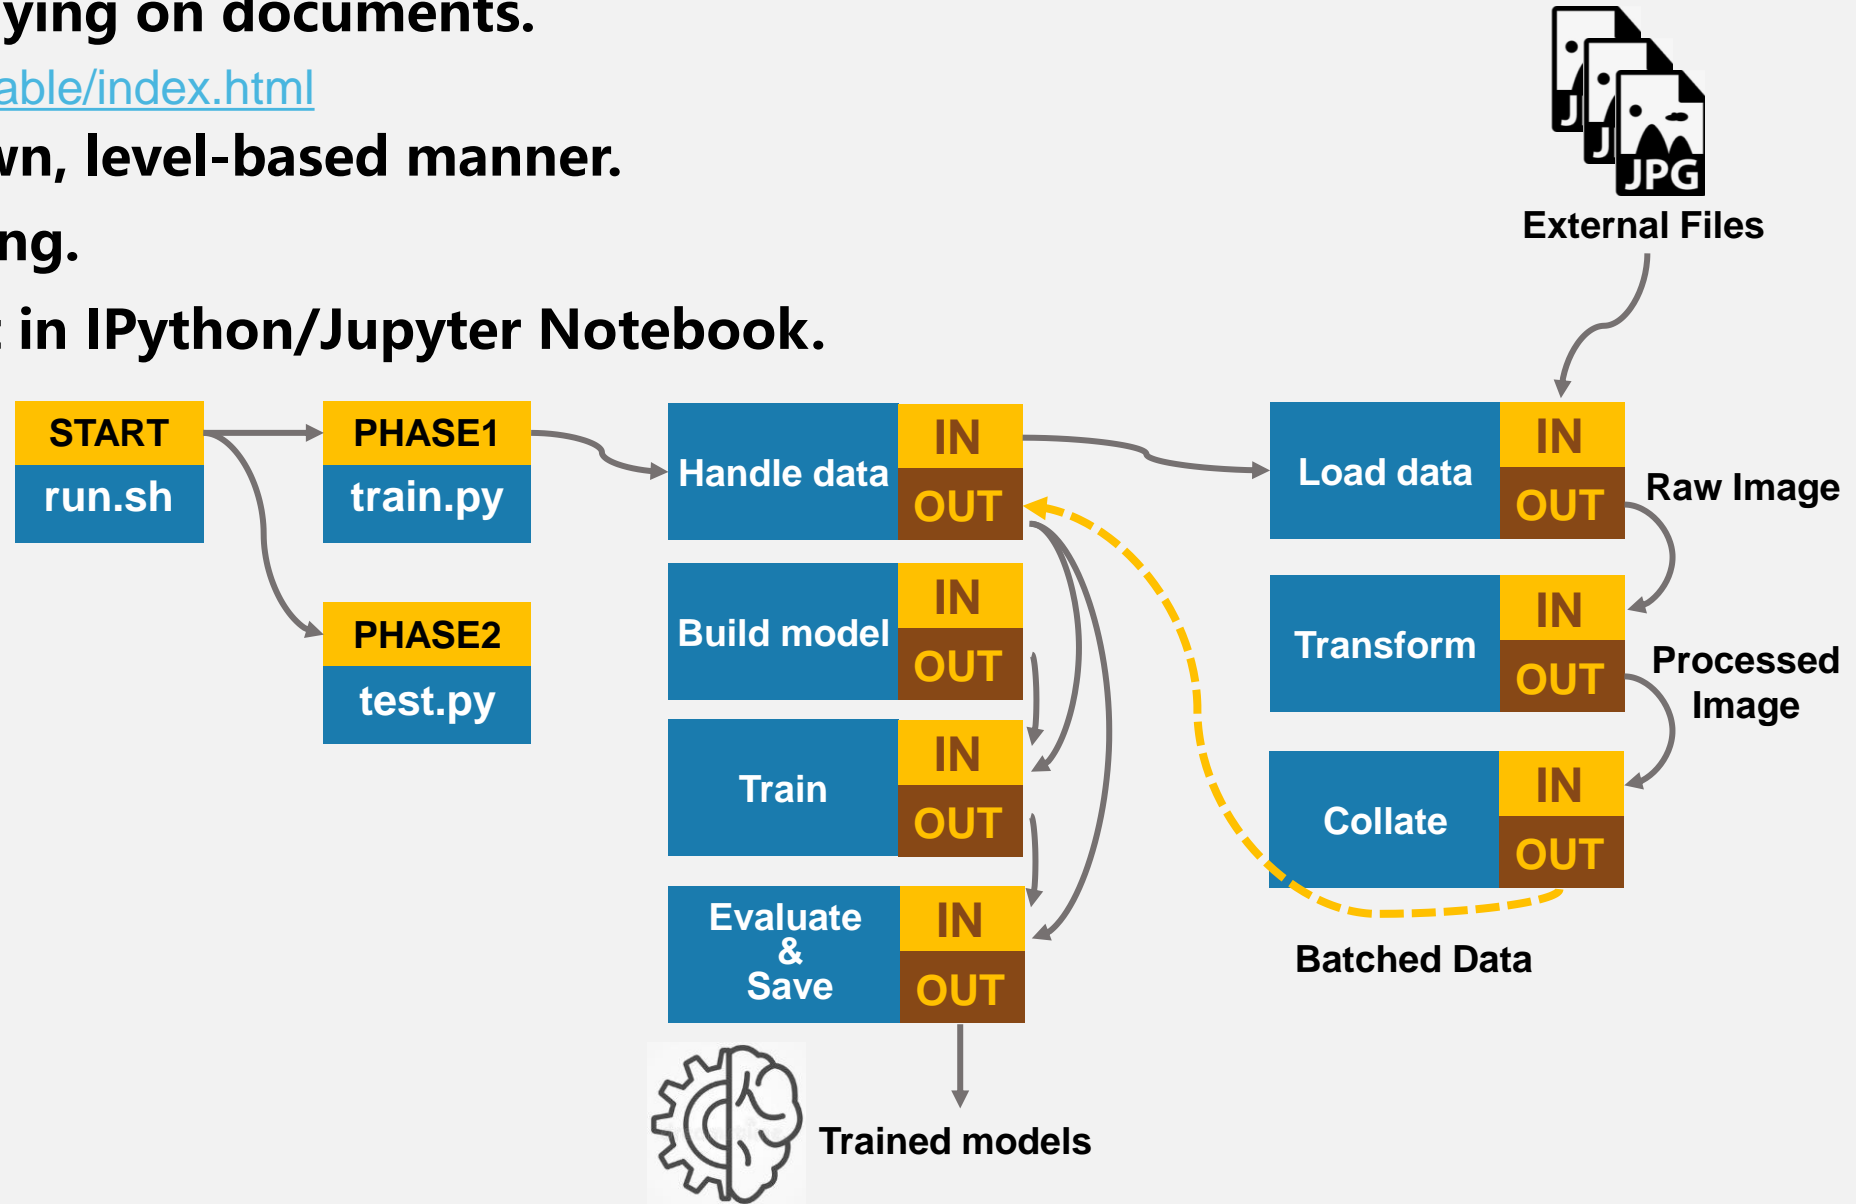 ying on documents.
able/index.html
wn, level-based manner.
ng.
t in IPython/Jupyter Notebook.
JPG
External Files
START
run.sh
PHASE1
train.py
PHASE2
test.py
Handle data
IN
OUT
Build model
IN
OUT
Train
IN
OUT
Evaluate
&
Save
IN
OUT
Trained models
Load data
IN
OUT
Raw Image
Transform
IN
OUT
Processed
Image
Collate
IN
OUT
Batched Data